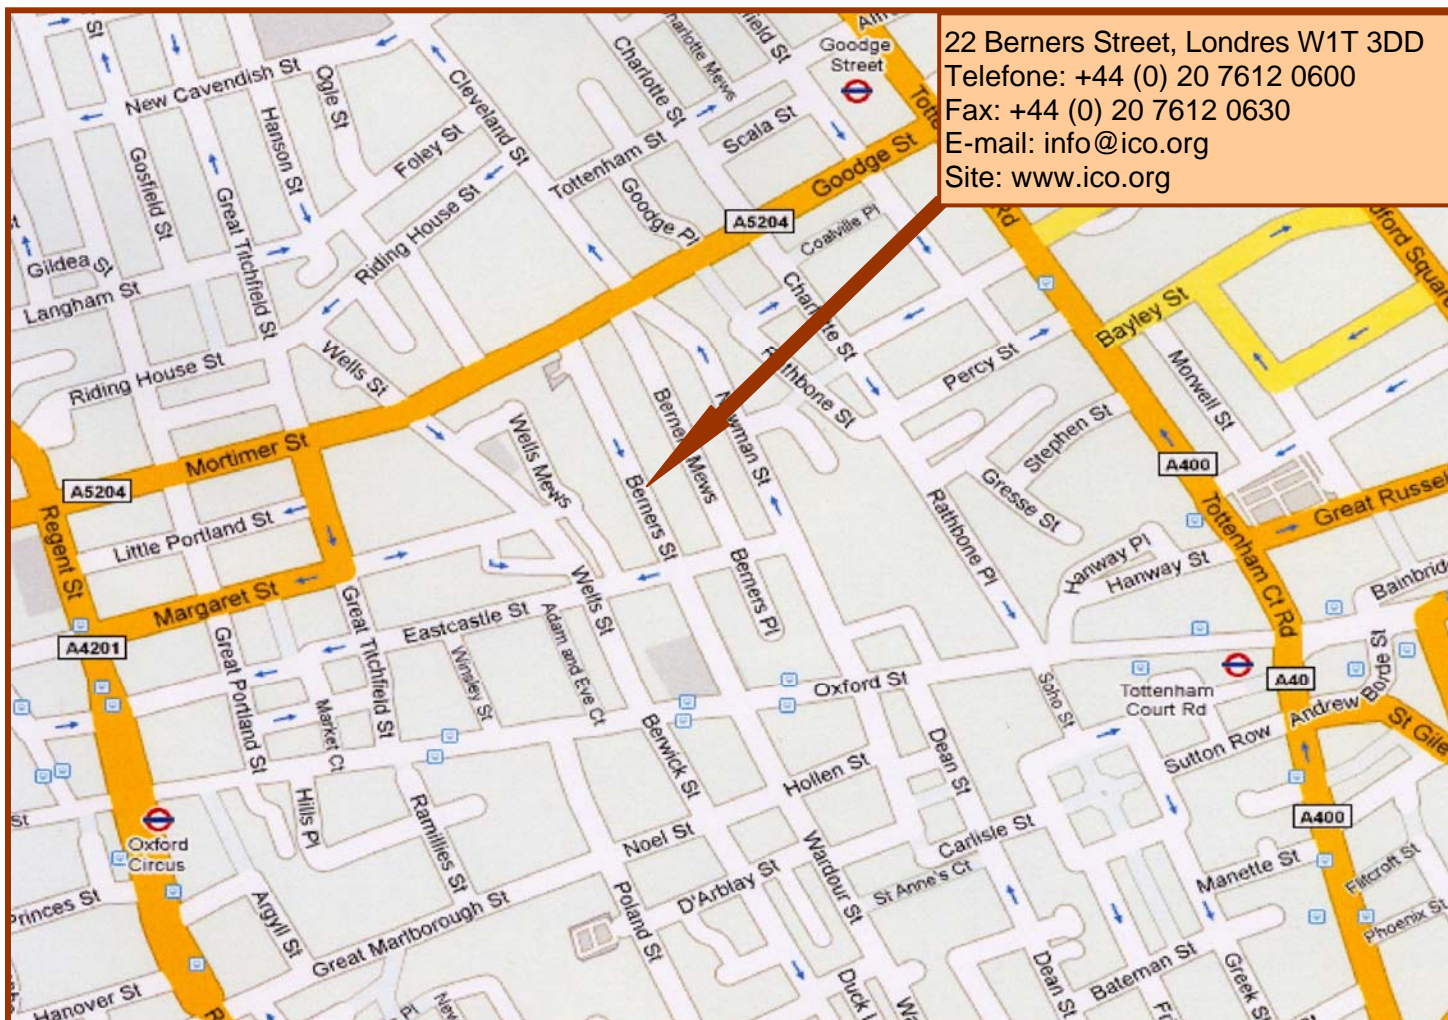 22 Berners Street, Londres W1T 3DD
Telefone: +44 (0) 20 7612 0600
Fax: +44 (0) 20 7612 0630
E-mail: info@ico.org
Site: www.ico.org
Goodge
Street
New Cavendish St
Ogle St
Hanson St
Cleveland St
Charlotte St
Charlotte Mews
Scala St
Foley St
Tottenham St
Goodge St
Gosfield St
Great Titchfield St
Riding House St
Goodge Pl
A5204
Coalville Pl
Gildea St
Langham St
Charlotte St
Bayley St
Percy St
Morwell St
Riding House St
Wells St
Rathbone St
Newman St
Stephen St
Gresse St
A400
Mortimer St
Wells Mews
Berners Mews
Berners St
A5204
Regent St
Little Portland St
Rathbone Pl
Tottenham Ct Rd
Great Russel
Hanway Pl
Hanway St
Bainbridg
Margaret St
Wells St
Berners Pl
Eastcastle St
Adam and Eve Ct
A4201
Great Portland St
Great Titchfield St
Winsley St
Market Ct
Oxford St
Soho St
Tottenham
Court Rd
A40
Andrew Borde St
St Gile
Sutton Row
Berwick St
Dean St
Hollen St
Hills Pl
Ramillies St
Oxford
Circus
Noel St
Carlisle St
A400
Manette St
Flitcroft St
Phoenix St
Wardour St
D'Arblay St
St Anne's Ct
Princes St
Argyll St
Great Marlborough St
Poland St
Hanover St
Duck
Dean St
Bateman St
Greek St